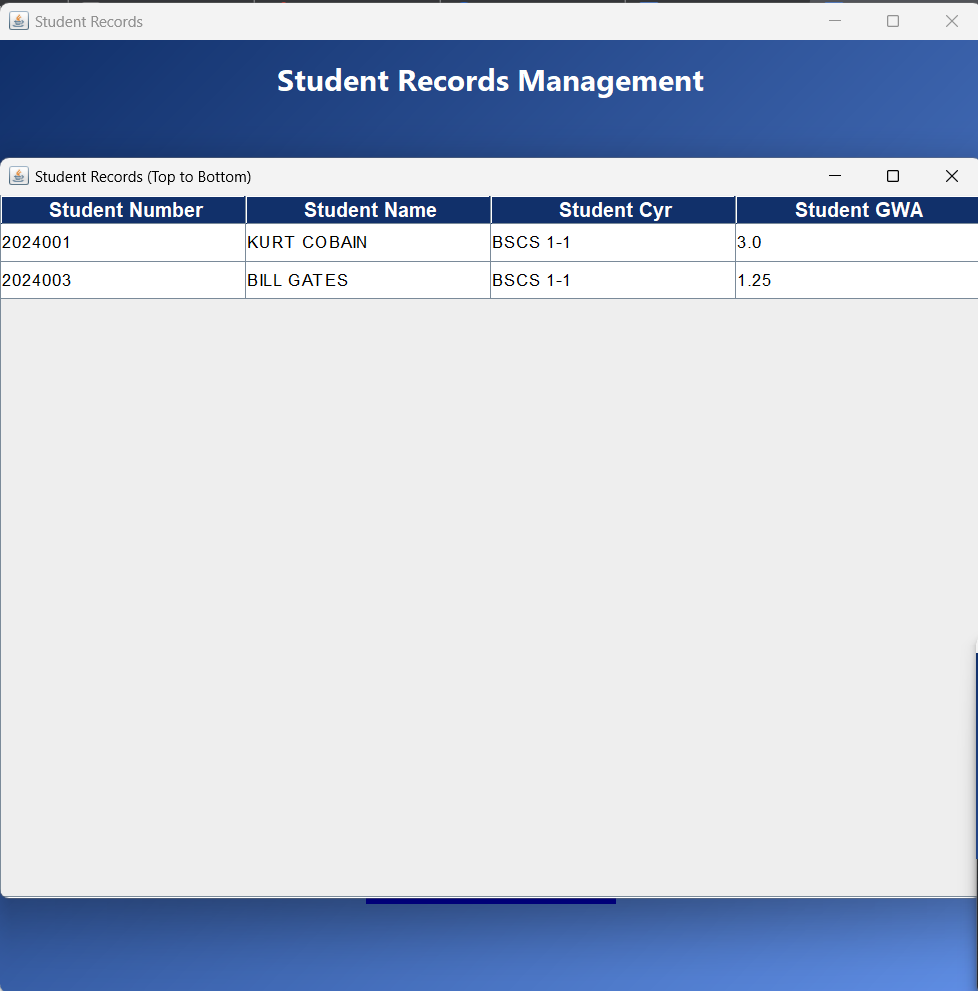 Student Records
Student Records Management
Student Records (Top to Bottom)
Student Number Student Name Student Cyr Student GWA
2024001 KURT COBAIN BSCS 1-1 3.0
2024003 BILL GATES BSCS 1-1 1.25